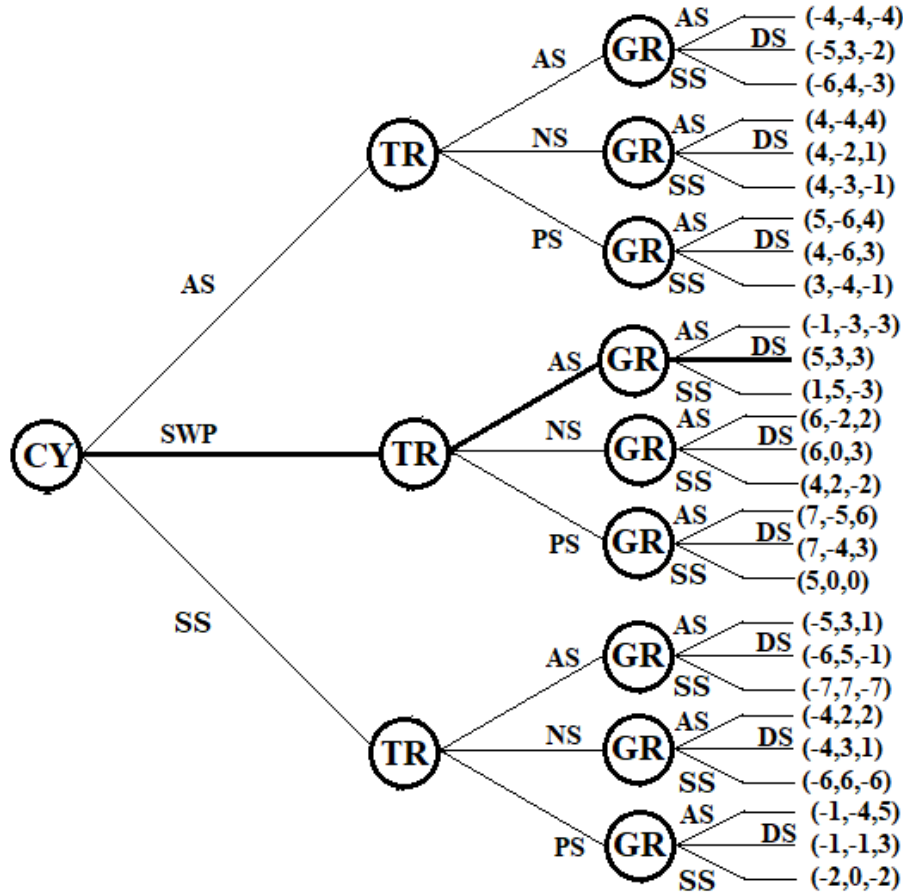 AS (-4,-4,-4)
GR DS (-5,3,-2)
AS SS (-6,4,-3)
AS (4,-4,4)
TR NS GR DS (4,-2,1)
SS (4,-3,-1)
AS (5,-6,4)
PS GR DS (4,-6,3)
SS (3,-4,-1)
AS
AS (-1,-3,-3)
GR DS (5,3,3)
AS SS (1,5,-3)
AS (6,-2,2)
CY SWP TR NS GR DS (6,0,3)
SS (4,2,-2)
AS (7,-5,6)
PS GR DS (7,-4,3)
SS (5,0,0)
SS
AS (-5,3,1)
AS GR DS (-6,5,-1)
SS (-7,7,-7)
AS (-4,2,2)
TR NS GR DS (-4,3,1)
SS (-6,6,-6)
AS (-1,-4,5)
PS GR DS (-1,-1,3)
SS (-2,0,-2)